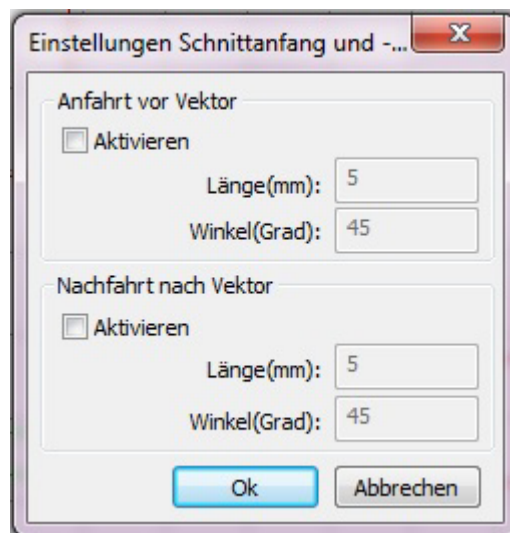 Einstellungen Schnittanfang und -...
Anfahrt vor Vektor
Aktivieren
Länge(mm): 5
Winkel(Grad): 45
Nachfahrt nach Vektor
Aktivieren
Länge(mm): 5
Winkel(Grad): 45
Ok Abbrechen